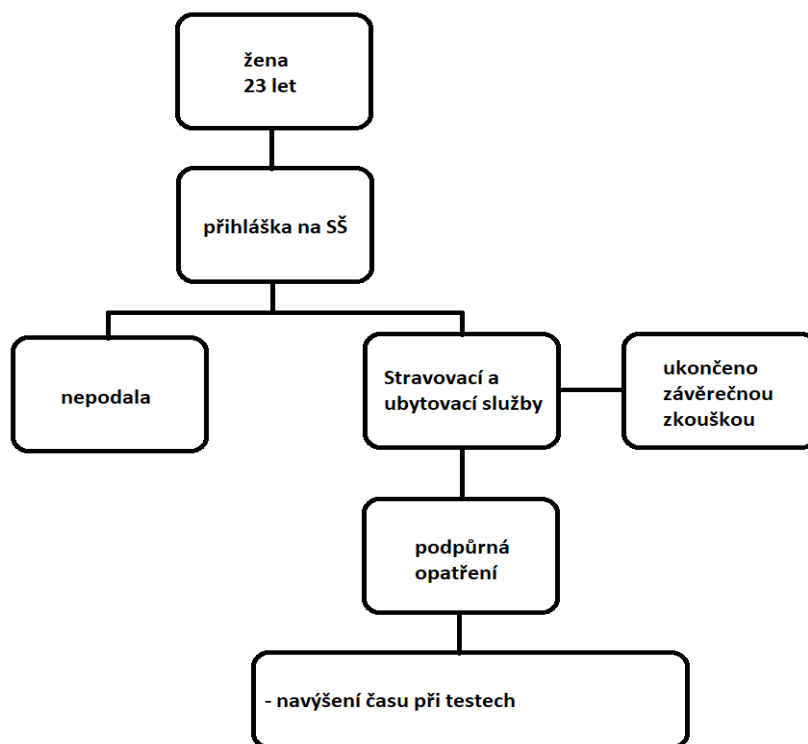 žena
23 let
přihláška na SŠ
nepodala
Stravovací a
ubytovací služby
ukončeno
závěrečnou
zkouškou
podpůrná
opatření
- navýšení času při testech